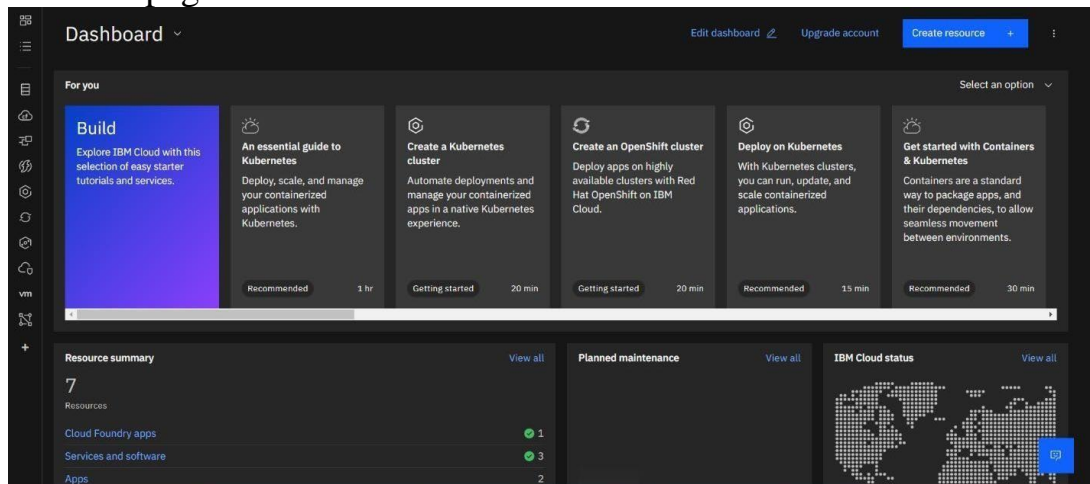 Dashboard
Edit dashboard
Upgrade account
Create resource +
For you
Select an option
Build
Explore IBM Cloud with this
selection of easy starter
tutorials and services.
An essential guide to
Kubernetes
Deploy, scale, and manage
your containerized
applications with
Kubernetes.
Recommended 1 hr
Create a Kubernetes
cluster
Automate deployments and
manage your containerized
apps in a native Kubernetes
experience.
Getting started 20 min
Create an OpenShift cluster
Deploy apps on highly
available clusters with Red
Hat OpenShift on IBM
Cloud.
Getting started 20 min
Deploy on Kubernetes
With Kubernetes clusters,
you can run, update, and
scale containerized
applications.
Recommended 15 min
Get started with Containers
& Kubernetes
Containers are a standard
way to package apps, and
their dependencies, to allow
seamless movement
between environments.
Recommended 30 min
vm
+
Resource summary View all
7
Resources
Cloud Foundry apps 1
Services and software 3
Apps 2
Planned maintenance View all
IBM Cloud status View all